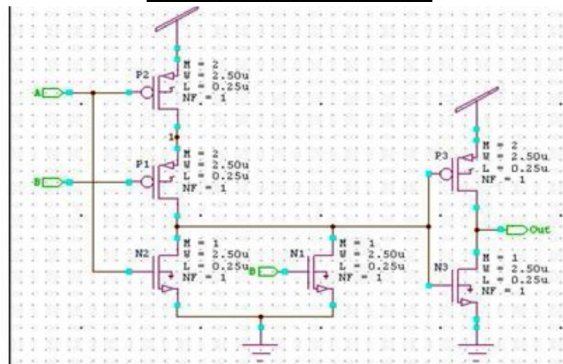 P2
M = 2
W = 2.50u
L = 0.25u
NF = 1
A
1
P1
M = 2
W = 2.50u
L = 0.25u
NF = 1
B
P3
M = 2
W = 2.50u
L = 0.25u
NF = 1
Out
N2
M = 1
W = 2.50u
L = 0.25u
NF = 1
N1
B
M = 1
W = 2.50u
L = 0.25u
NF = 1
N3
M = 1
W = 2.50u
L = 0.25u
NF = 1